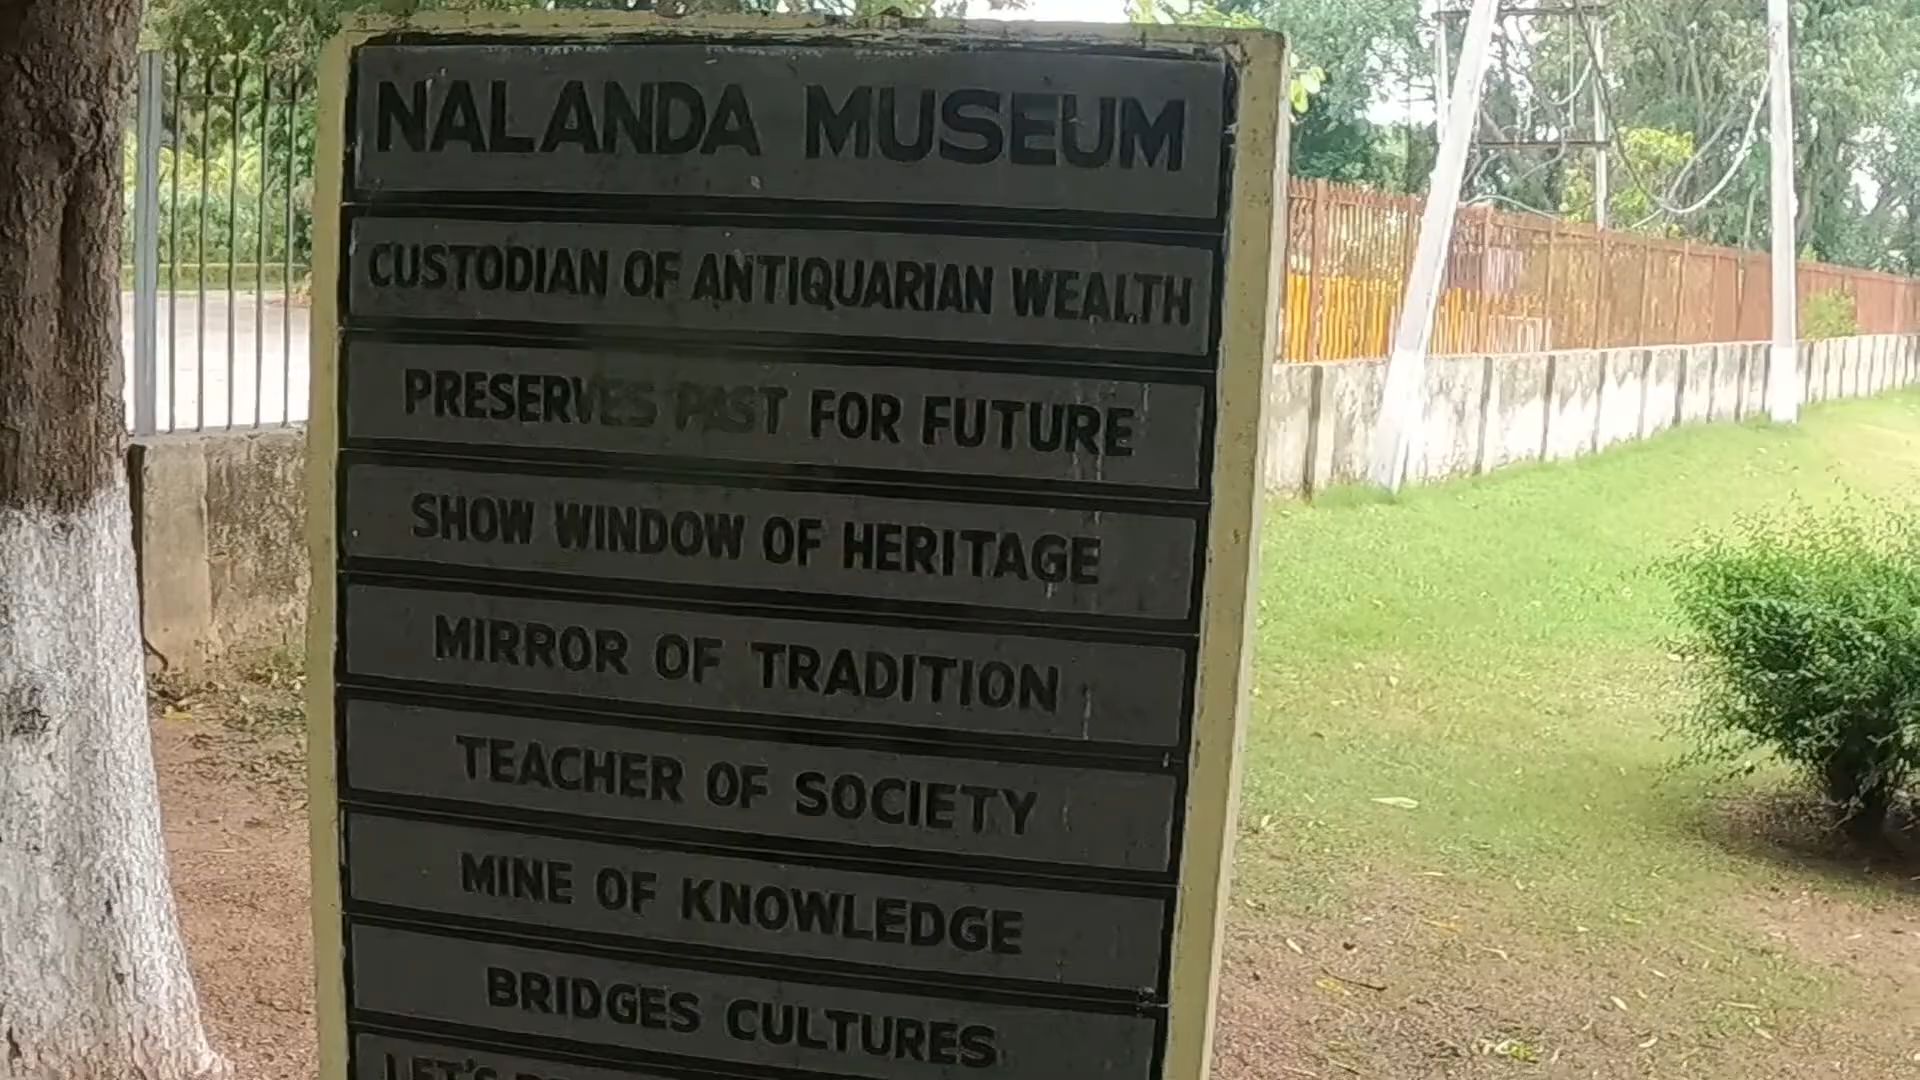 NALANDA MUSEUM
CUSTODIAN OF ANTIQUARIAN WEALTH
PRESERVES PAST FOR FUTURE
SHOW WINDOW OF HERITAGE
MIRROR OF TRADITION
TEACHER OF SOCIETY
MINE OF KNOWLEDGE
BRIDGES CULTURES
LET'S